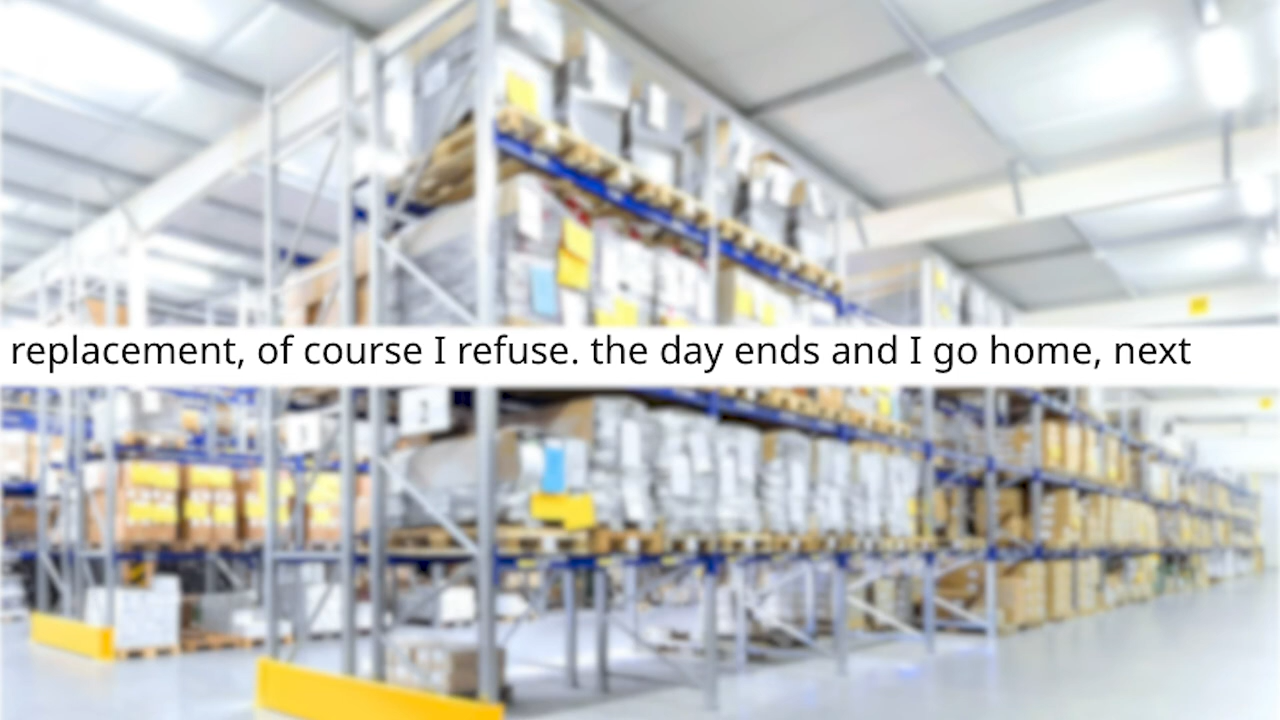 replacement, of course I refuse. the day ends and I go home, next